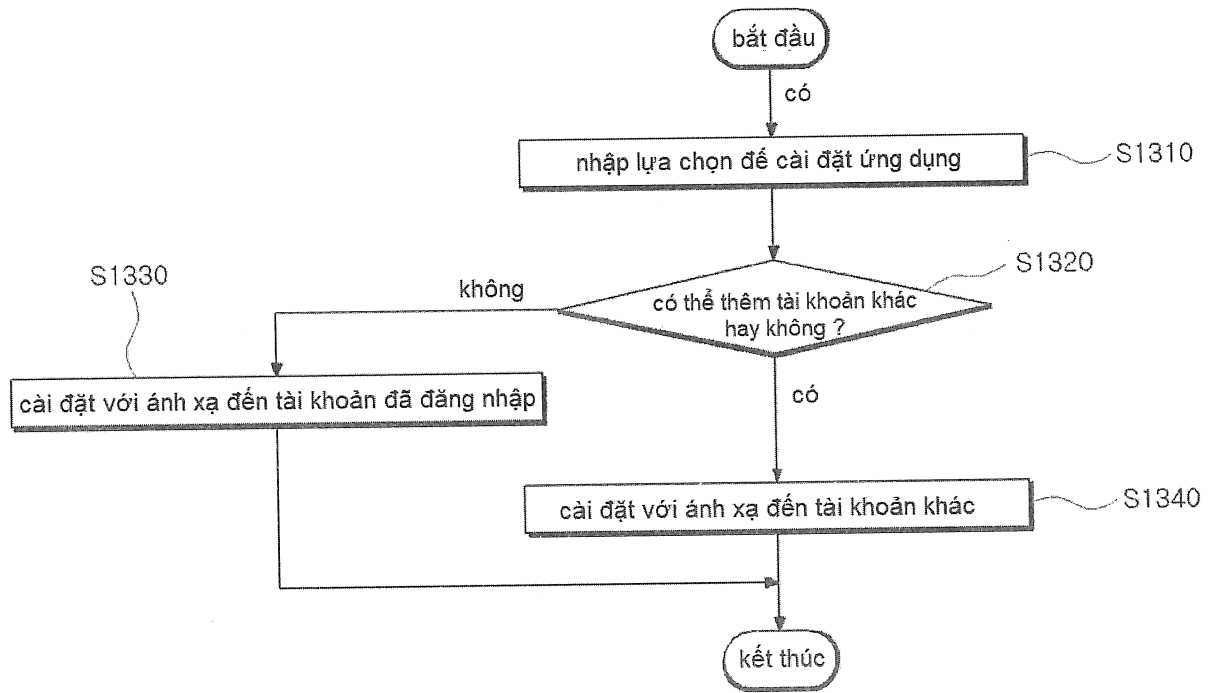 bắt đầu
có
nhập lựa chọn để cài đặt ứng dụng
S1310
S1320
có thể thêm tài khoản khác
hay không ?
không
S1330
cài đặt với ánh xạ đến tài khoản đã đăng nhập
có
cài đặt với ánh xạ đến tài khoản khác
S1340
kết thúc